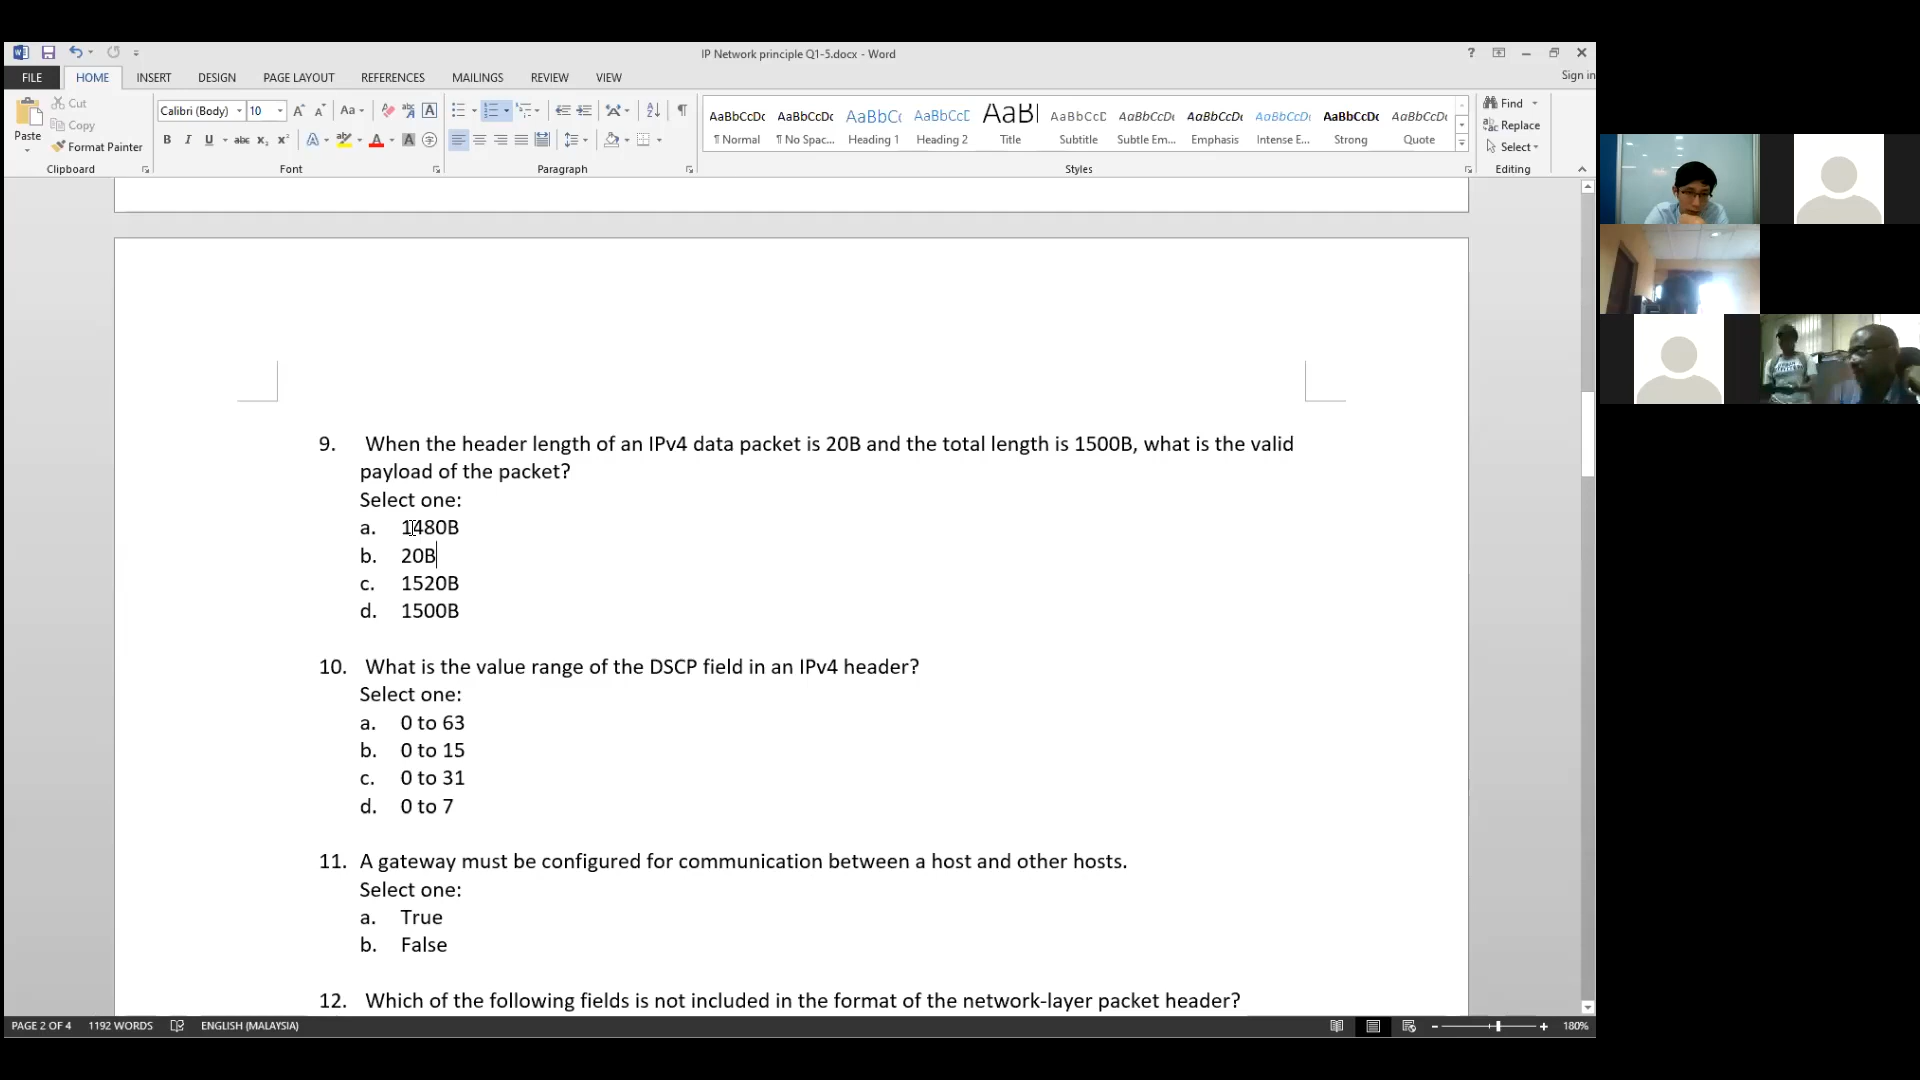 IP Network principle Q1-5.docx - Word
Sign in
FILE HOME INSERT DESIGN PAGE LAYOUT REFERENCES MAILINGS REVIEW VIEW
Paste
Cut
Copy
Format Painter
Calibri (Body) 10
AaBbCcDc AaBbCcDc AaBbCc AaBbCcD AaBb AaBbCcD AaBbCcDc AaBbCcDc AaBbCcDc AaBbCcDc AaBbCcDc
¶ Normal ¶ No Spac... Heading 1 Heading 2 Title Subtitle Subtle Em... Emphasis Intense E... Strong Quote
Find
Replace
Select
Clipboard Font Paragraph Styles Editing
9. When the header length of an IPv4 data packet is 20B and the total length is 1500B, what is the valid
payload of the packet?
Select one:
a. 1480B
b. 20B
c. 1520B
d. 1500B
10. What is the value range of the DSCP field in an IPv4 header?
Select one:
a. 0 to 63
b. 0 to 15
c. 0 to 31
d. 0 to 7
11. A gateway must be configured for communication between a host and other hosts.
Select one:
a. True
b. False
12. Which of the following fields is not included in the format of the network-layer packet header?
PAGE 2 OF 4 1192 WORDS ENGLISH (MALAYSIA) 180%